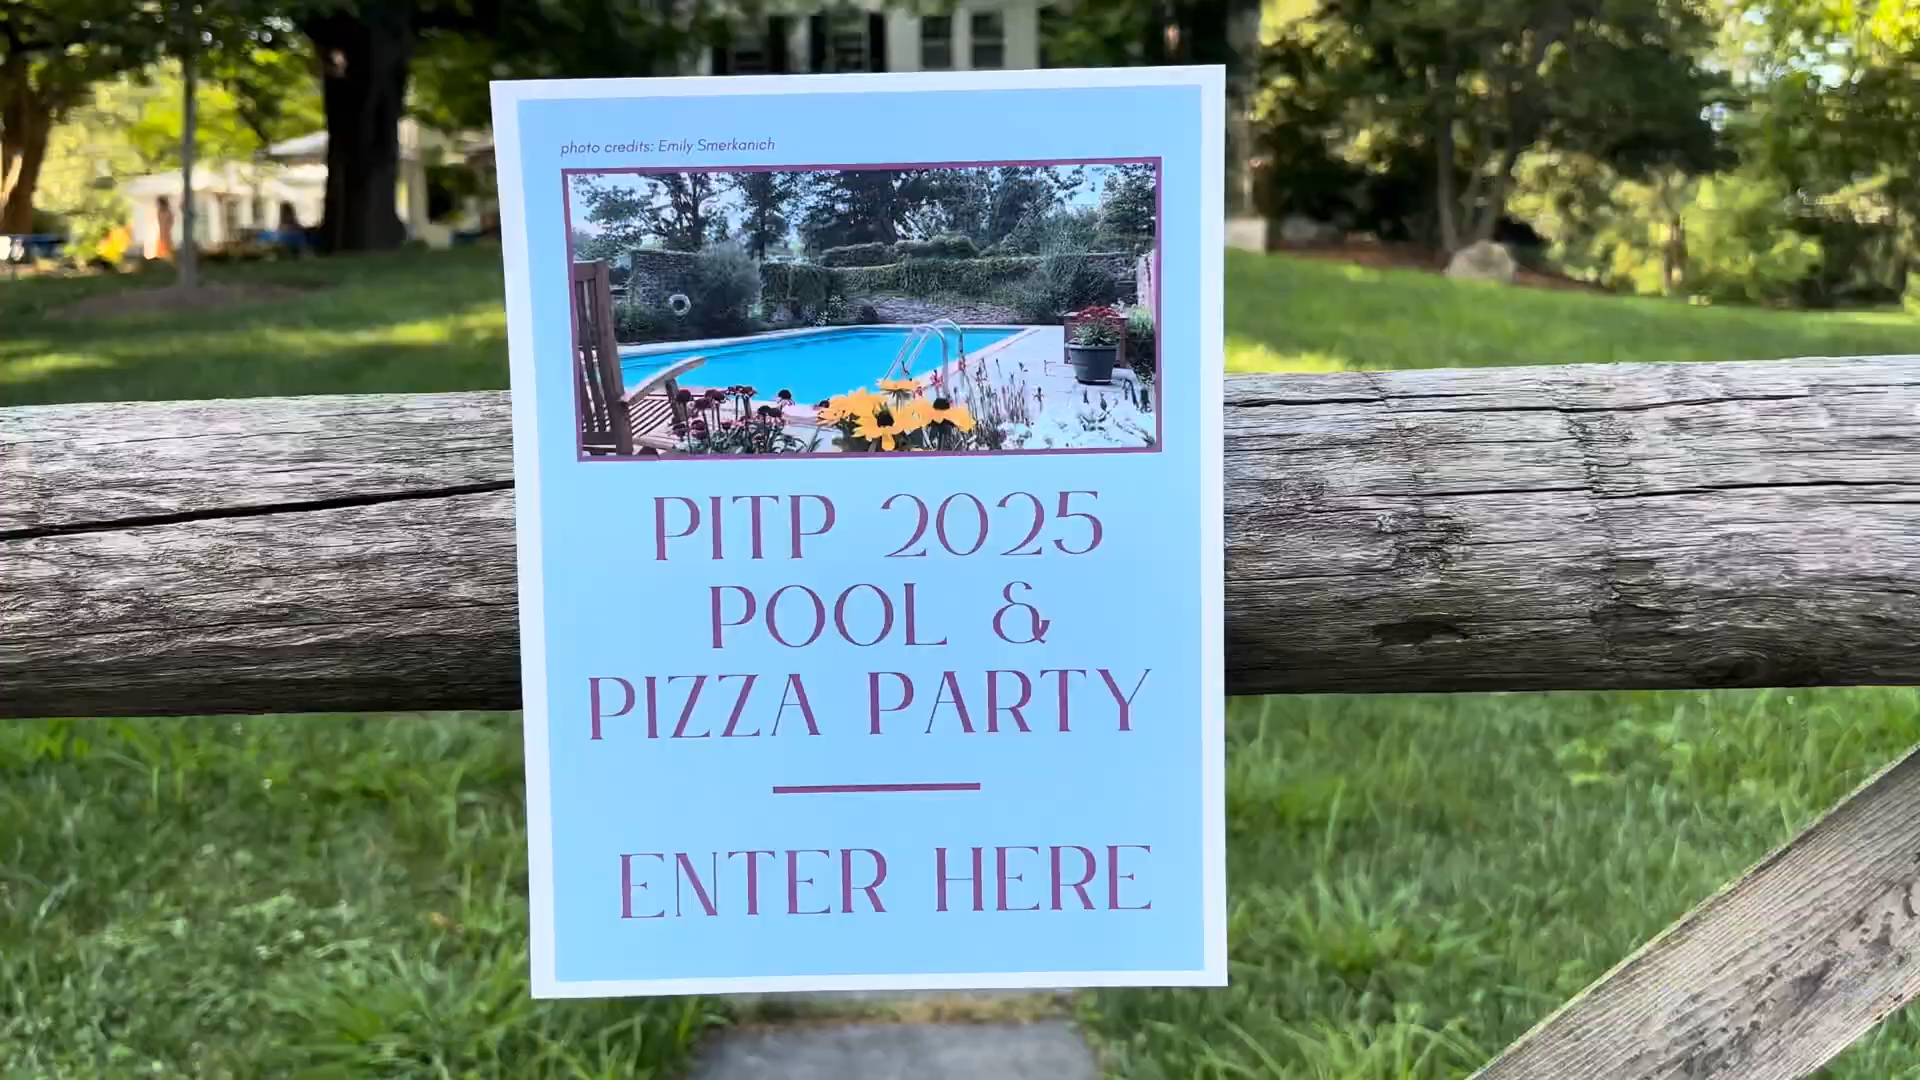 photo credits: Emily Smerkanich
PITP 2025
POOL &
PIZZA PARTY
ENTER HERE